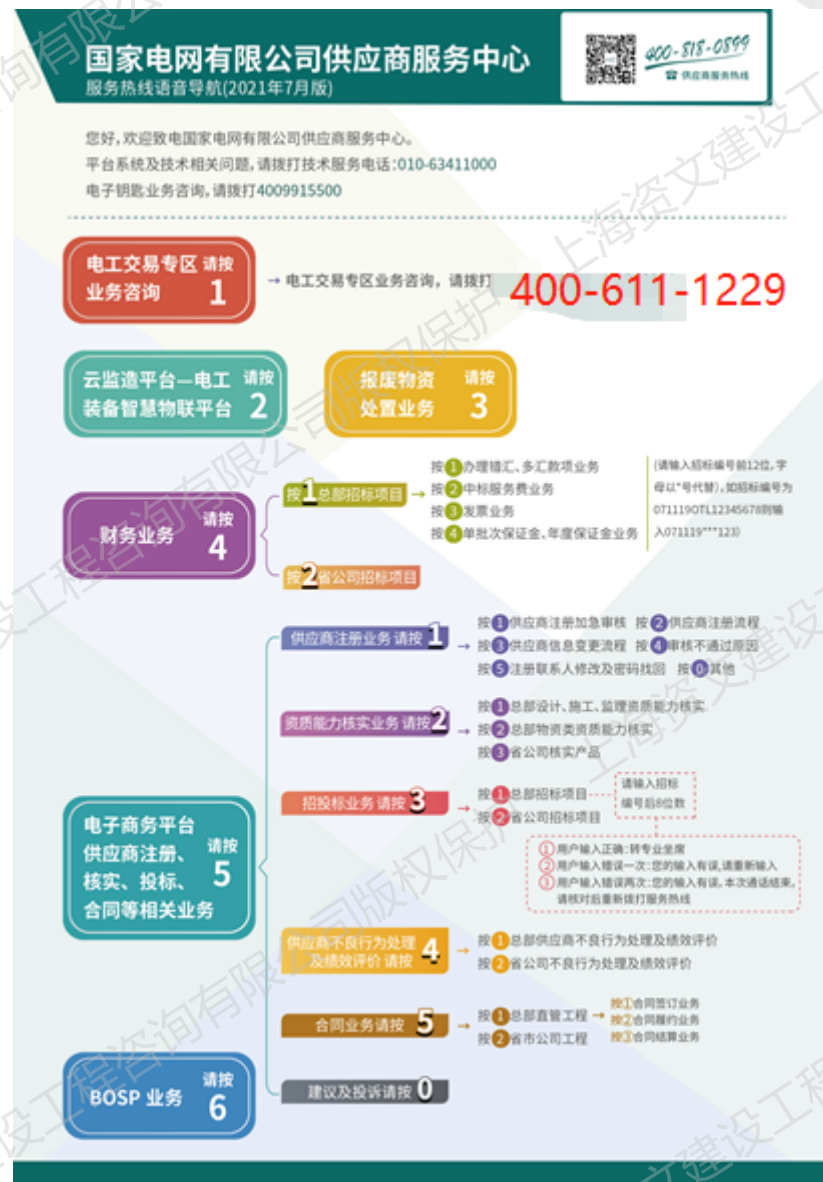 国家电网有限公司供应商服务中心
服务热线语音导航(2021年7月版)
400-818-0899
☎ 供应商服务热线
您好,欢迎致电国家电网有限公司供应商服务中心。
平台系统及技术相关问题,请拨打技术服务电话:010-63411000
电子钥匙业务咨询,请拨打4009915500
电工交易专区 请按
业务咨询 1
→ 电工交易专区业务咨询，请拨打 400-611-1229
云监造平台—电工 请按
装备智慧物联平台 2
报废物资 请按
处置业务 3
财务业务 请按 4
按1总部招标项目 →
按1办理错汇、多汇款项业务
按2中标服务费业务
按3发票业务
按4单批次保证金、年度保证金业务
(请输入招标编号前12位,字
母以*号代替),如招标编号为
071119OTL12345678则输
入071119***123)
按2省公司招标项目
电子商务平台
供应商注册、 请按
核实、投标、 5
合同等相关业务
供应商注册业务 请按 1 →
按1供应商注册加急审核 按2供应商注册流程
按3供应商信息变更流程 按4审核不通过原因
按5注册联系人修改及密码找回 按0其他
资质能力核实业务 请按2 →
按1总部设计、施工、监理资质能力核实
按2总部物资类资质能力核实
按3省公司核实产品
招投标业务 请按 3 →
按1总部招标项目
按2省公司招标项目
请输入招标
编号后8位数
①用户输入正确:转专业坐席
②用户输入错误一次:您的输入有误,请重新输入
③用户输入错误两次:您的输入有误,本次通话结束,
请核对后重新拨打服务热线
供应商不良行为处理
及绩效评价 请按 4 →
按1总部供应商不良行为处理及绩效评价
按2省公司不良行为处理及绩效评价
合同业务请按 5 →
按1总部直管工程 →
按2省市公司工程
按①合同签订业务
按②合同履约业务
按③合同结算业务
建议及投诉请按 0
BOSP 业务 请按 6
上海资文建设工程咨询有限公司版权保护